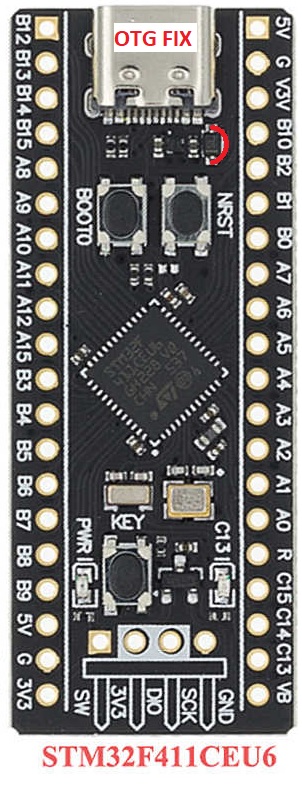 OTG FIX
B12
B13
B14
B15
A8
A9
A10
A11
A12
A15
B3
B4
B5
B6
B7
B8
B9
5V
G
3V3
5V
G
V3V
B10
B2
B1
B0
A7
A6
A5
A4
A3
A2
A1
A0
R
C15
C14
C13
VB
BOOT0
NRST
STM32F
411CEU6
KEY
PWR
C13
SW
3V3
DIO
SCK
GND
STM32F411CEU6